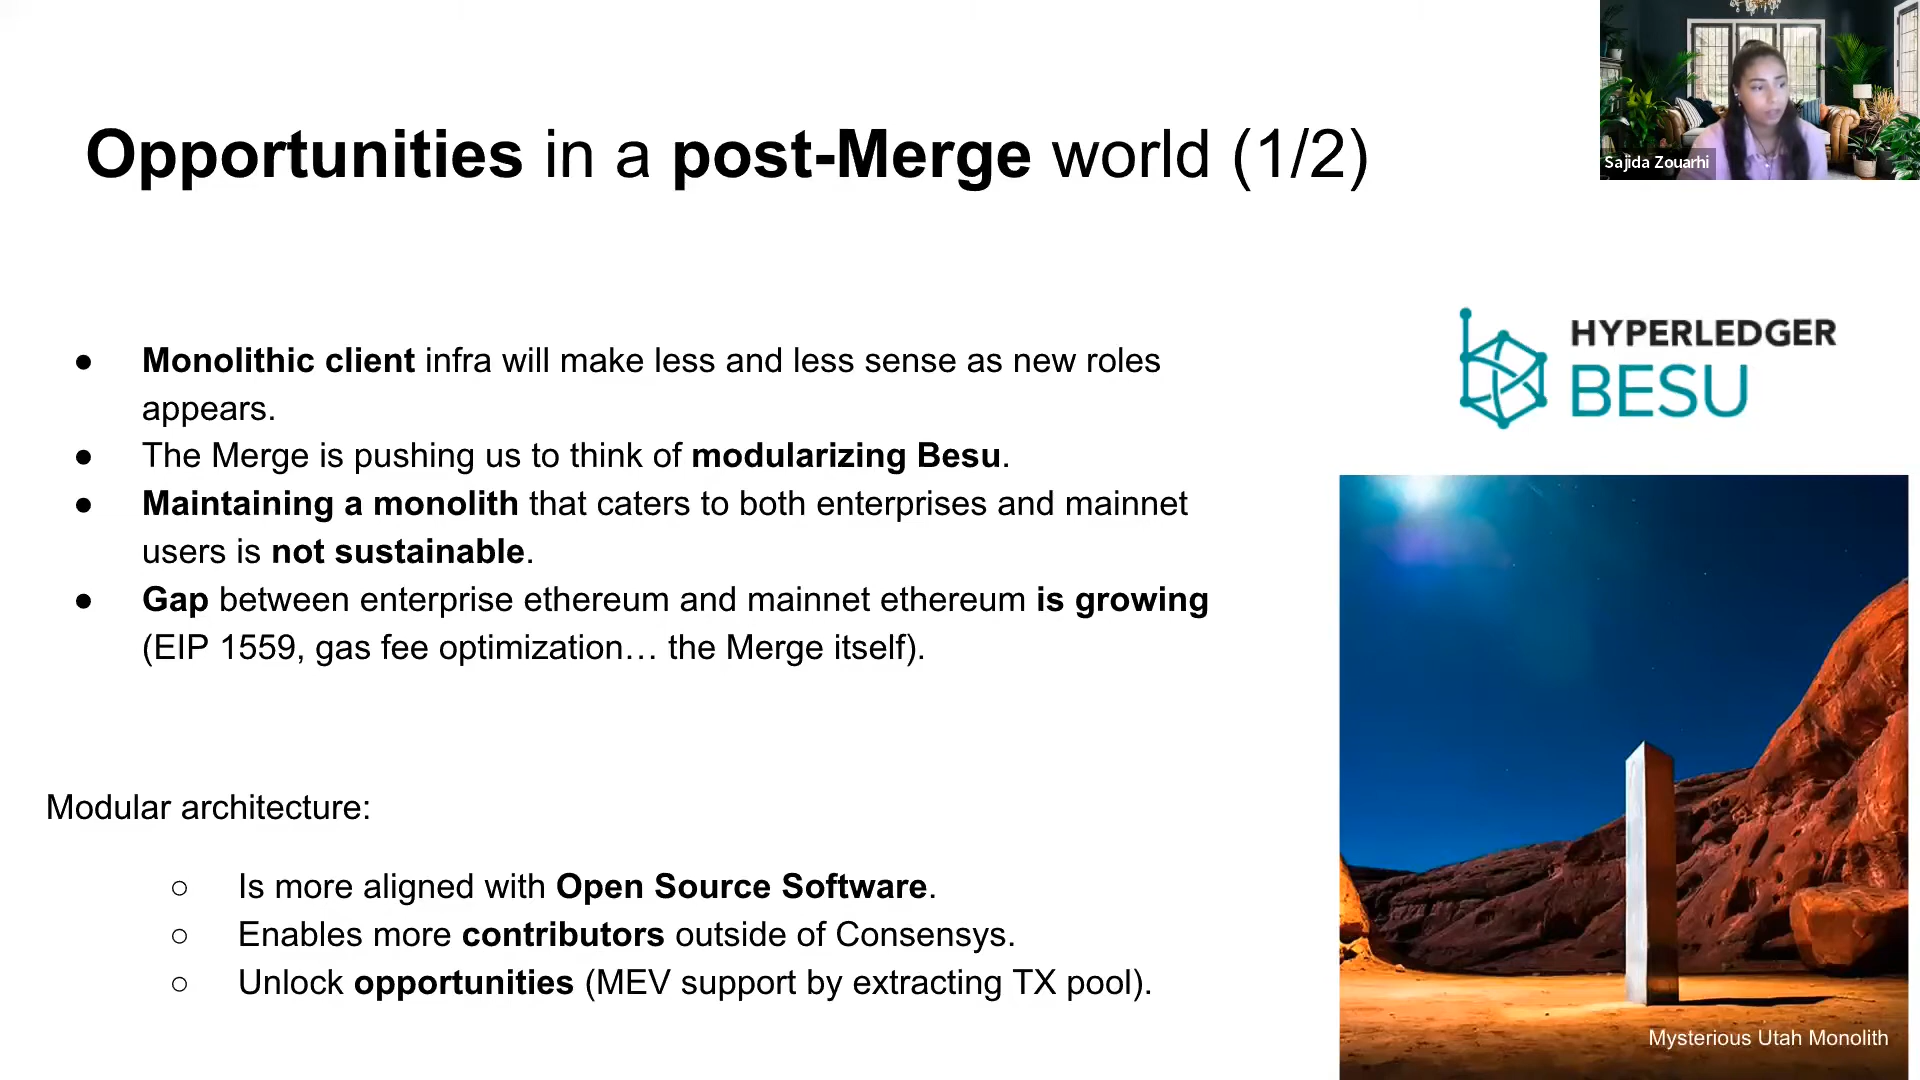 Opportunities in a post-Merge world (1/2)
Sajida Zouarhi
● Monolithic client infra will make less and less sense as new roles
appears.
● The Merge is pushing us to think of modularizing Besu.
● Maintaining a monolith that caters to both enterprises and mainnet
users is not sustainable.
● Gap between enterprise ethereum and mainnet ethereum is growing
(EIP 1559, gas fee optimization… the Merge itself).
HYPERLEDGER
BESU
Modular architecture:
○ Is more aligned with Open Source Software.
○ Enables more contributors outside of Consensys.
○ Unlock opportunities (MEV support by extracting TX pool).
Mysterious Utah Monolith